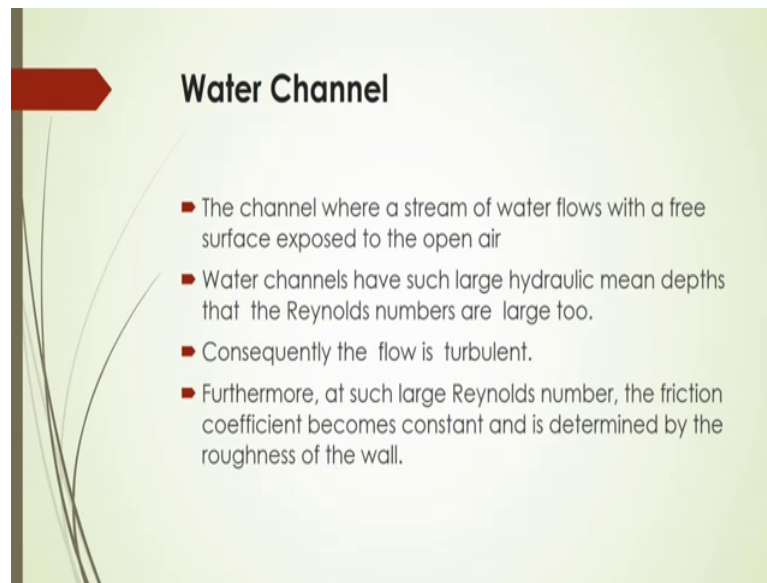 Water Channel
The channel where a stream of water flows with a free
surface exposed to the open air
Water channels have such large hydraulic mean depths
that the Reynolds numbers are large too.
Consequently the flow is turbulent.
Furthermore, at such large Reynolds number, the friction
coefficient becomes constant and is determined by the
roughness of the wall.